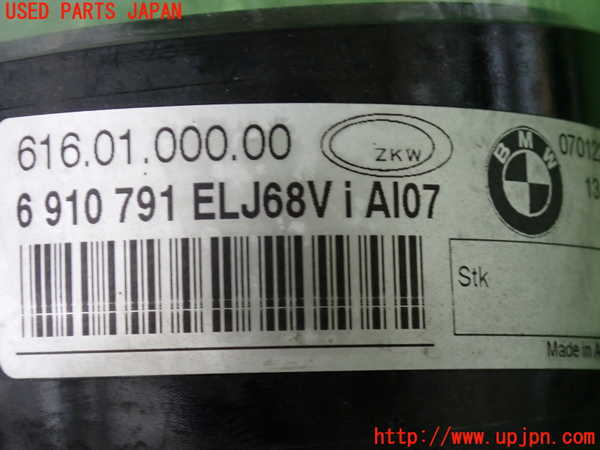 USED PARTS JAPAN
616.01.000.00
ZKW
BMW
6 910 791 ELJ68V i AI07
13
Stk
Made in
http://www.upjpn.com/